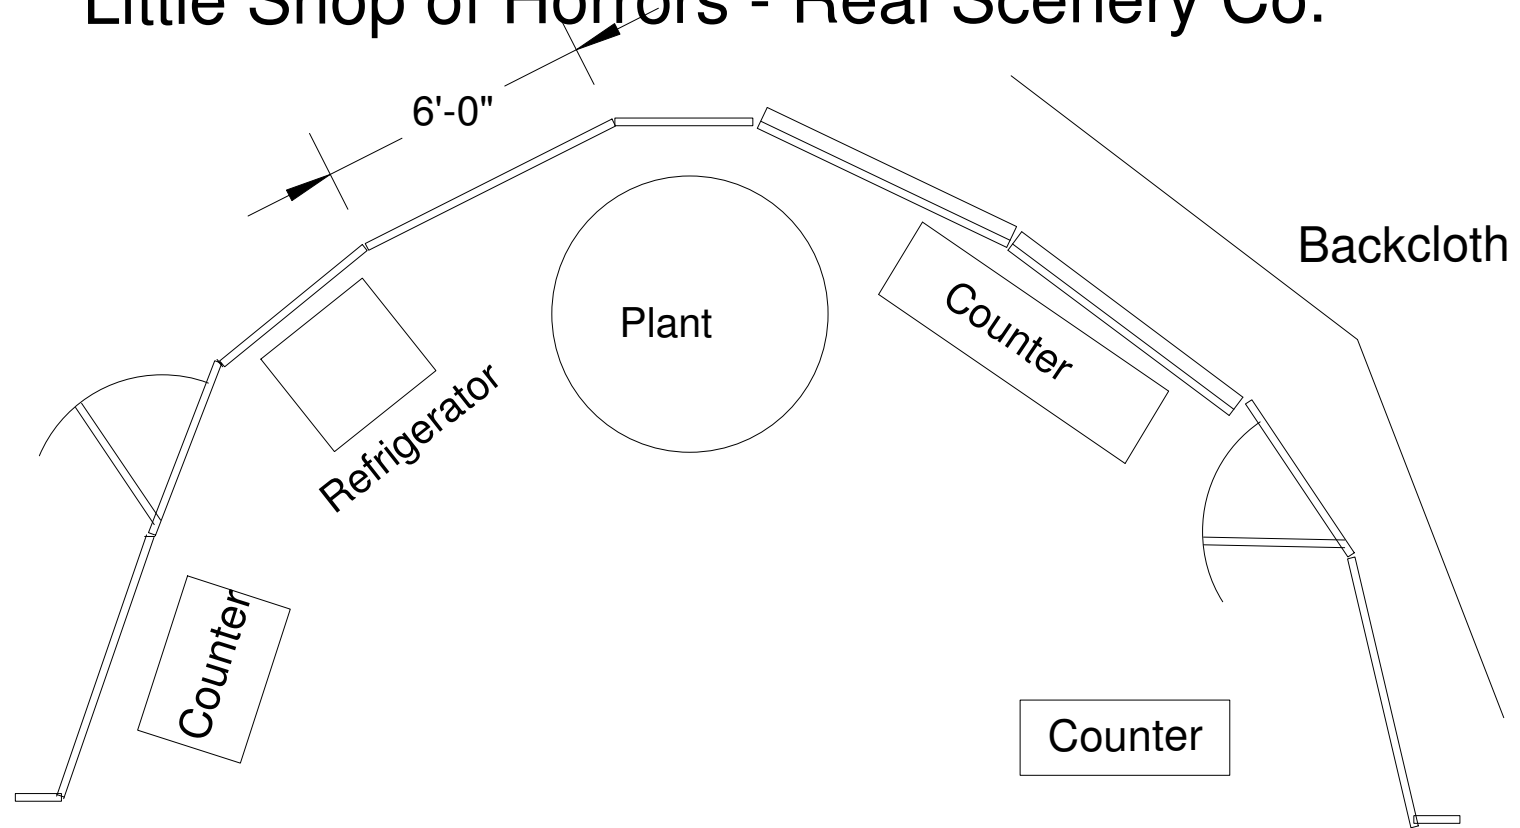 Little Shop of Horrors - Real Scenery Co.
6'-0"
Backcloth
Plant
Counter
Refrigerator
Counter
Counter